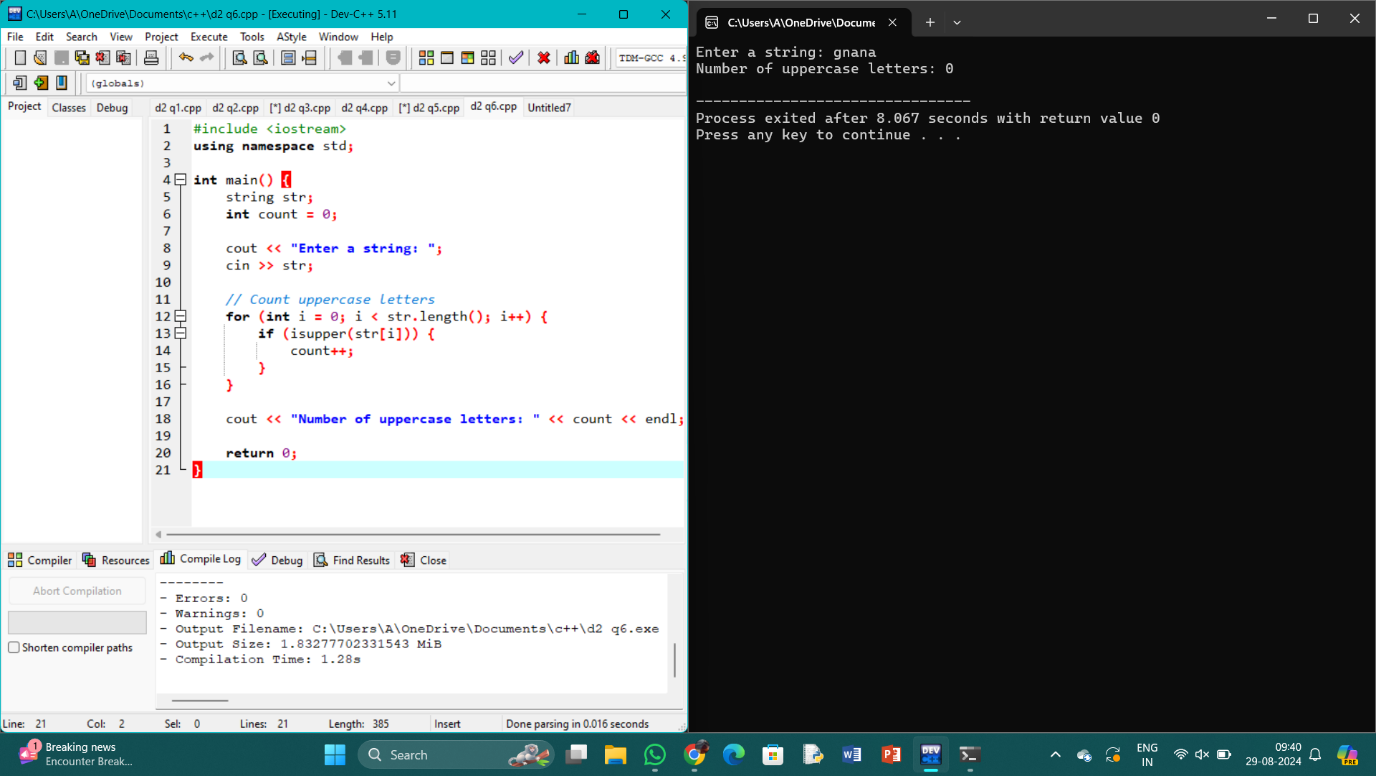 C:\Users\A\OneDrive\Documents\c++\d2 q6.cpp - [Executing] - Dev-C++ 5.11
File Edit Search View Project Execute Tools AStyle Window Help
TDM-GCC 4.9
(globals)
Project Classes Debug
d2 q1.cpp d2 q2.cpp [*] d2 q3.cpp d2 q4.cpp [*] d2 q5.cpp d2 q6.cpp Untitled7
1 #include <iostream>
2 using namespace std;
3
4 int main() {
5 string str;
6 int count = 0;
7
8 cout << "Enter a string: ";
9 cin >> str;
10
11 // Count uppercase letters
12 for (int i = 0; i < str.length(); i++) {
13 if (isupper(str[i])) {
14 count++;
15 }
16 }
17
18 cout << "Number of uppercase letters: " << count << endl;
19
20 return 0;
21 }
Compiler Resources Compile Log Debug Find Results Close
Abort Compilation
Shorten compiler paths
--------
- Errors: 0
- Warnings: 0
- Output Filename: C:\Users\A\OneDrive\Documents\c++\d2 q6.exe
- Output Size: 1.83277702331543 MiB
- Compilation Time: 1.28s
Line: 21 Col: 2 Sel: 0 Lines: 21 Length: 385 Insert Done parsing in 0.016 seconds
C:\Users\A\OneDrive\Docume
Enter a string: gnana
Number of uppercase letters: 0
--------------------------------
Process exited after 8.067 seconds with return value 0
Press any key to continue . . .
1
Breaking news
Encounter Break...
Search
DEV
ENG
IN
09:40
29-08-2024
PRE